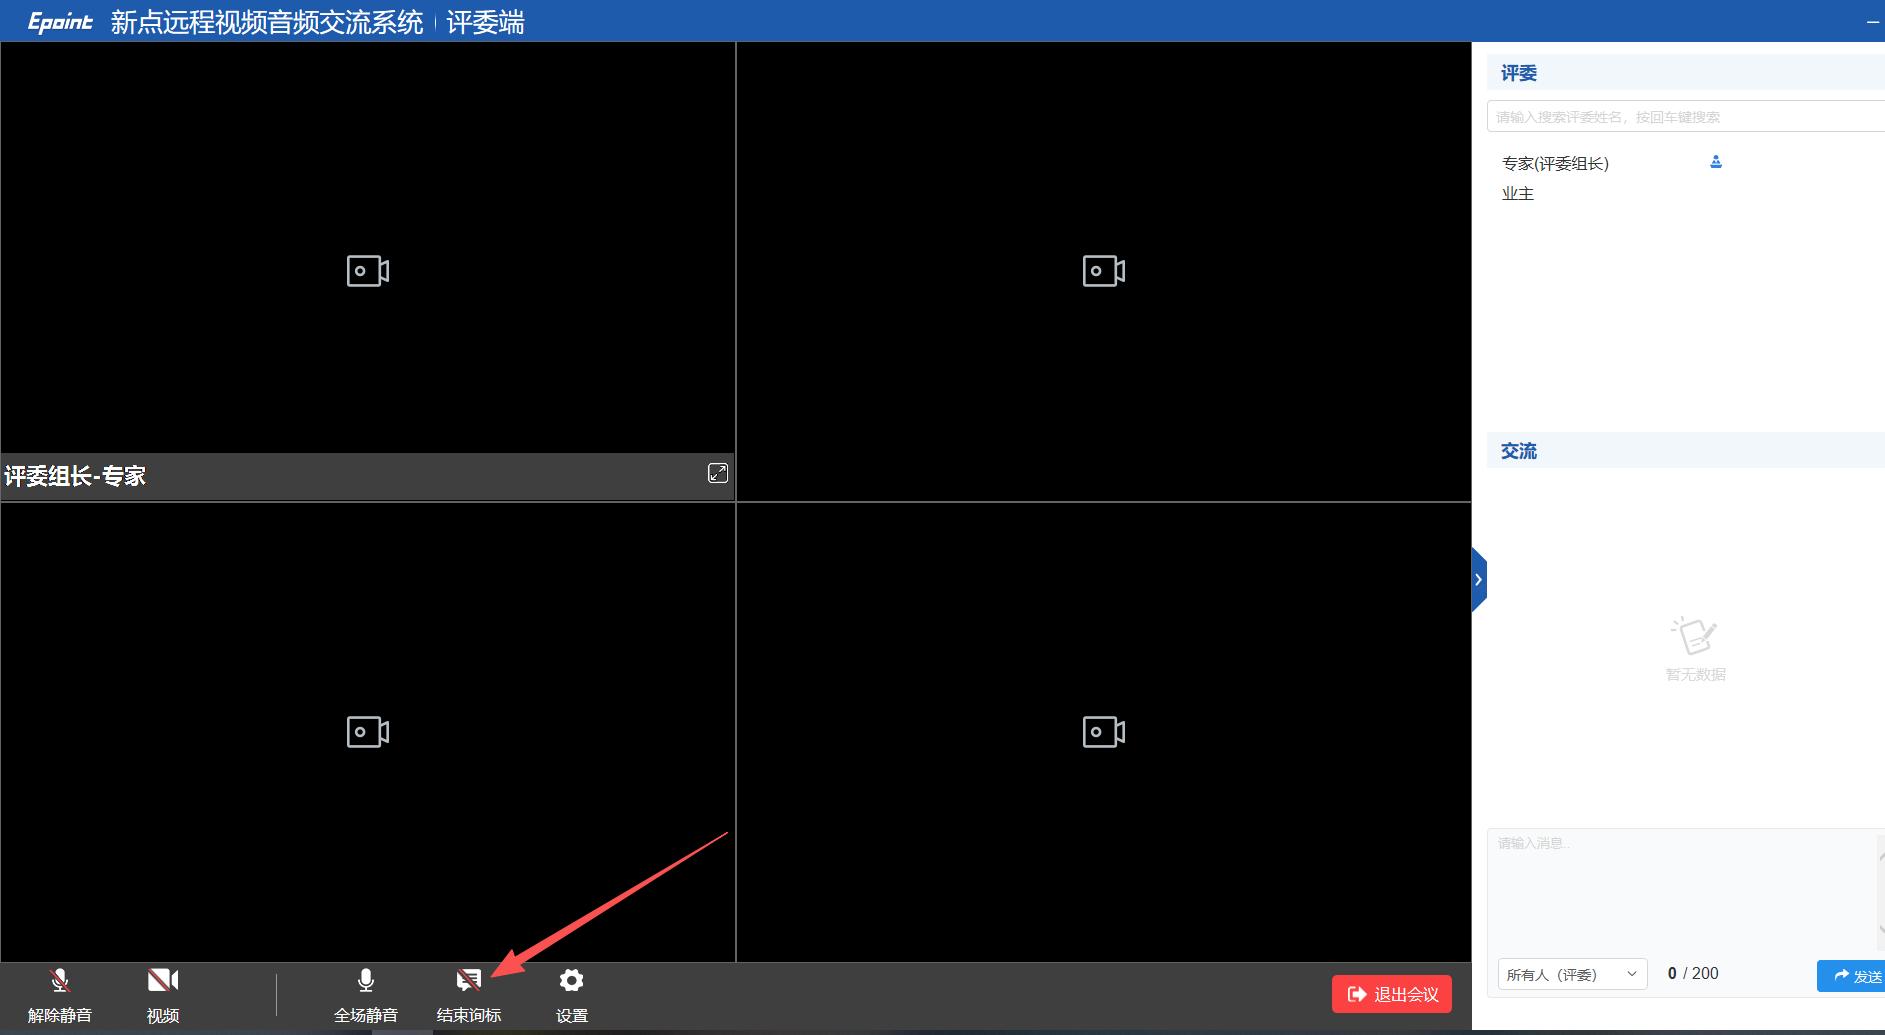 Epoint 新点远程视频音频交流系统 评委端
评委
请输入搜索评委姓名，按回车键搜索
专家(评委组长)
业主
评委组长-专家
交流
暂无数据
请输入消息..
所有人（评委） 0 / 200 发送
解除静音 视频 全场静音 结束询标 设置 退出会议